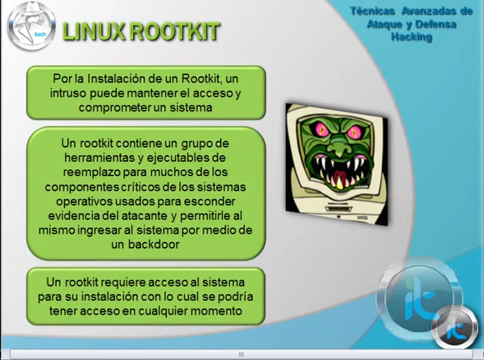 LINUX ROOTKIT
Técnicas Avanzadas de
Ataque y Defensa
Hacking
Por la Instalación de un Rootkit, un
intruso puede mantener el acceso y
comprometer un sistema
Un rootkit contiene un grupo de
herramientas y ejecutables de
reemplazo para muchos de los
componentes críticos de los sistemas
operativos usados para esconder
evidencia del atacante y permitirle al
mismo ingresar al sistema por medio de
un backdoor
Un rootkit requiere acceso al sistema
para su instalación con lo cual se podría
tener acceso en cualquier momento